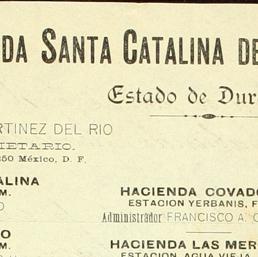 DA SANTA CATALINA DE
Estado de Dur
RTINEZ DEL RIO
IETARIO.
250 México, D. F.
ALINA
M.
O
HACIENDA COVADO
ESTACION YERBANIS, F
Administrador FRANCISCO A. C
O
M.
HACIENDA LAS MER
ESTACION AGUA VIEJA